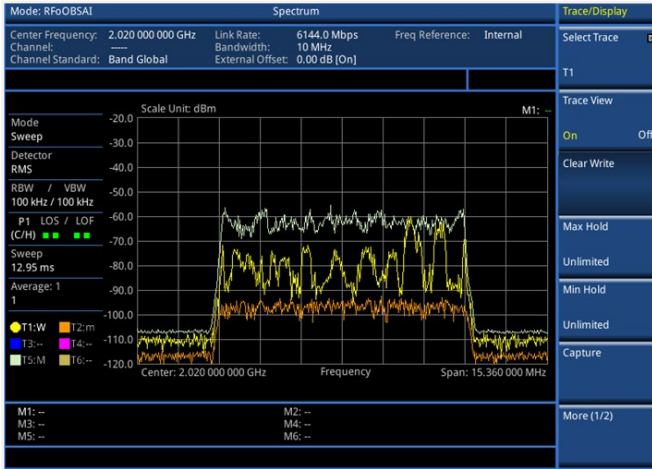 Mode: RFoOBSAI
Spectrum
Trace/Display
Center Frequency: 2.020 000 000 GHz
Link Rate: 6144.0 Mbps
Freq Reference: Internal
Channel: -----
Bandwidth: 10 MHz
Channel Standard: Band Global
External Offset: 0.00 dB [On]
Select Trace
T1
Trace View
On Off
Clear Write
Max Hold
Unlimited
Min Hold
Unlimited
Capture
More (1/2)
Mode
Sweep
Detector
RMS
RBW / VBW
100 kHz / 100 kHz
P1 LOS / LOF
(C/H)
Sweep
12.95 ms
Average: 1
1
T1:W T2:m
T3:-- T4:--
T5:M T6:--
Scale Unit: dBm
M1: --
-20.0
-30.0
-40.0
-50.0
-60.0
-70.0
-80.0
-90.0
-100.0
-110.0
-120.0
Center: 2.020 000 000 GHz Frequency Span: 15.360 000 MHz
M1: -- M2: --
M3: -- M4: --
M5: -- M6: --